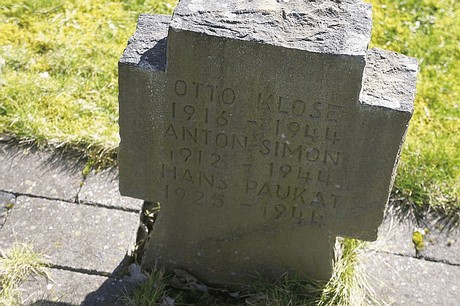 OTTO KLOSE
1916 - 1944
ANTON SIMON
1912 - 1944
HANS PAUKAT
1925 - 1944